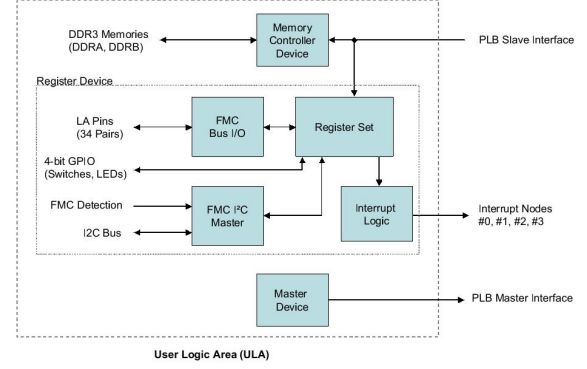 DDR3 Memories
(DDRA, DDRB)
Memory
Controller
Device
PLB Slave Interface
Register Device
LA Pins
(34 Pairs)
FMC
Bus I/O
Register Set
4-bit GPIO
(Switches, LEDs)
FMC Detection
I2C Bus
FMC I²C
Master
Interrupt
Logic
Interrupt Nodes
#0, #1, #2, #3
Master
Device
PLB Master Interface
User Logic Area (ULA)